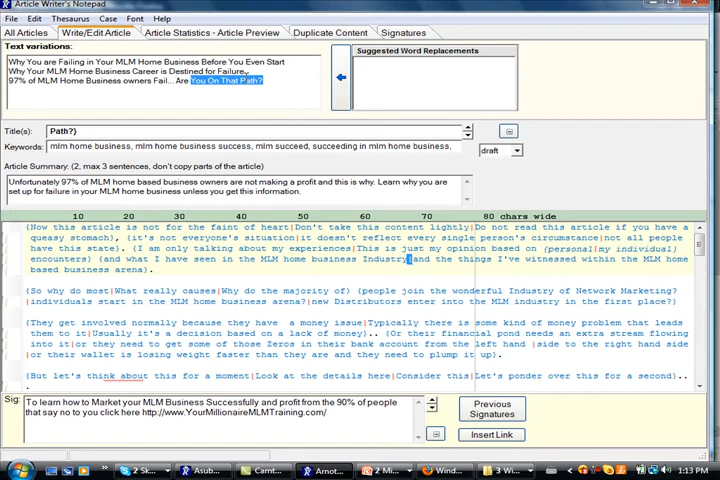 Article Writer's Notepad
File Edit Thesaurus Case Font Help
All Articles Write/Edit Article Article Statistics - Article Preview Duplicate Content Signatures
Text variations:
Why You are Failing in Your MLM Home Business Before You Even Start
Why Your MLM Home Business Career is Destined for Failure
97% of MLM Home Business owners Fail... Are You On That Path?
Suggested Word Replacements
Title(s): Path?}
Keywords: mlm home business, mlm home business success, mlm succeed, succeeding in mlm home business,
draft
Article Summary: (2, max 3 sentences, don't copy parts of the article)
Unfortunately 97% of MLM home based business owners are not making a profit and this is why. Learn why you are
set up for failure in your MLM home business unless you get this information.
10 20 30 40 50 60 70 80 chars wide
{Now this article is not for the faint of heart|Don't take this content lightly|Do not read this article if you have a
queasy stomach}, {it's not everyone's situation|it doesn't reflect every single person's circumstance|not all people
have this state}. {I am only talking about my experiences|This is just my opinion based on {personal|my individual}
encounters} {and what I have seen in the MLM home business Industry|and the things I've witnessed within the MLM home
based business arena}.
{So why do most|What really causes|Why do the majority of} {people join the wonderful Industry of Network Marketing?
|individuals start in the MLM home business arena?|new Distributors enter into the MLM industry in the first place?}
{They get involved normally because they have a money issue|Typically there is some kind of money problem that leads
them to it|Usually it's a decision based on a lack of money}.. {Or their financial pond needs an extra stream flowing
into it|or they need to get some of those Zeros in their bank account from the left hand |side to the right hand side
|or their wallet is losing weight faster than they are and they need to plump it up}.
{But let's think about this for a moment|Look at the details here|Consider this|Let's ponder over this for a second}..
.
Sig: To learn how to Market your MLM Business Successfully and profit from the 90% of people
that say no to you click here http://www.YourMillionaireMLMTraining.com/
Previous
Signatures
Insert Link
2 Sk... Asub... Camt... Arnot... 2 Mi... Wind... 3 Win... 1:13 PM